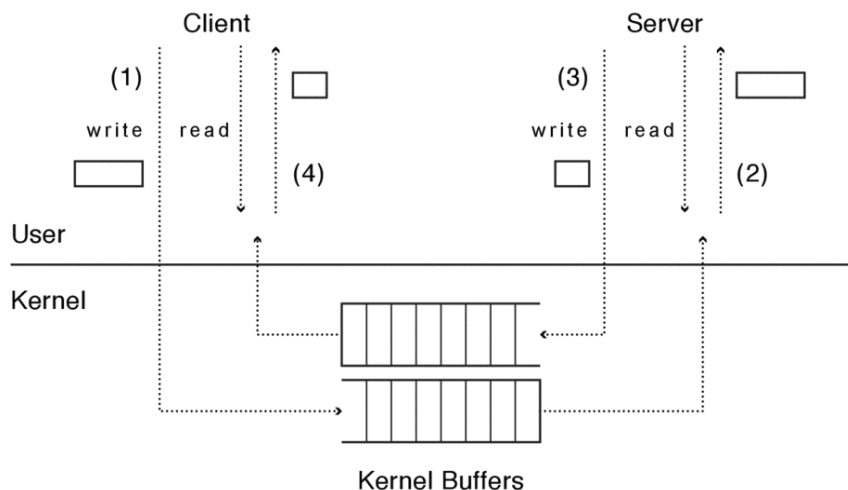 Client Server
(1) (3)
write read write read
(4) (2)
User
Kernel
Kernel Buffers